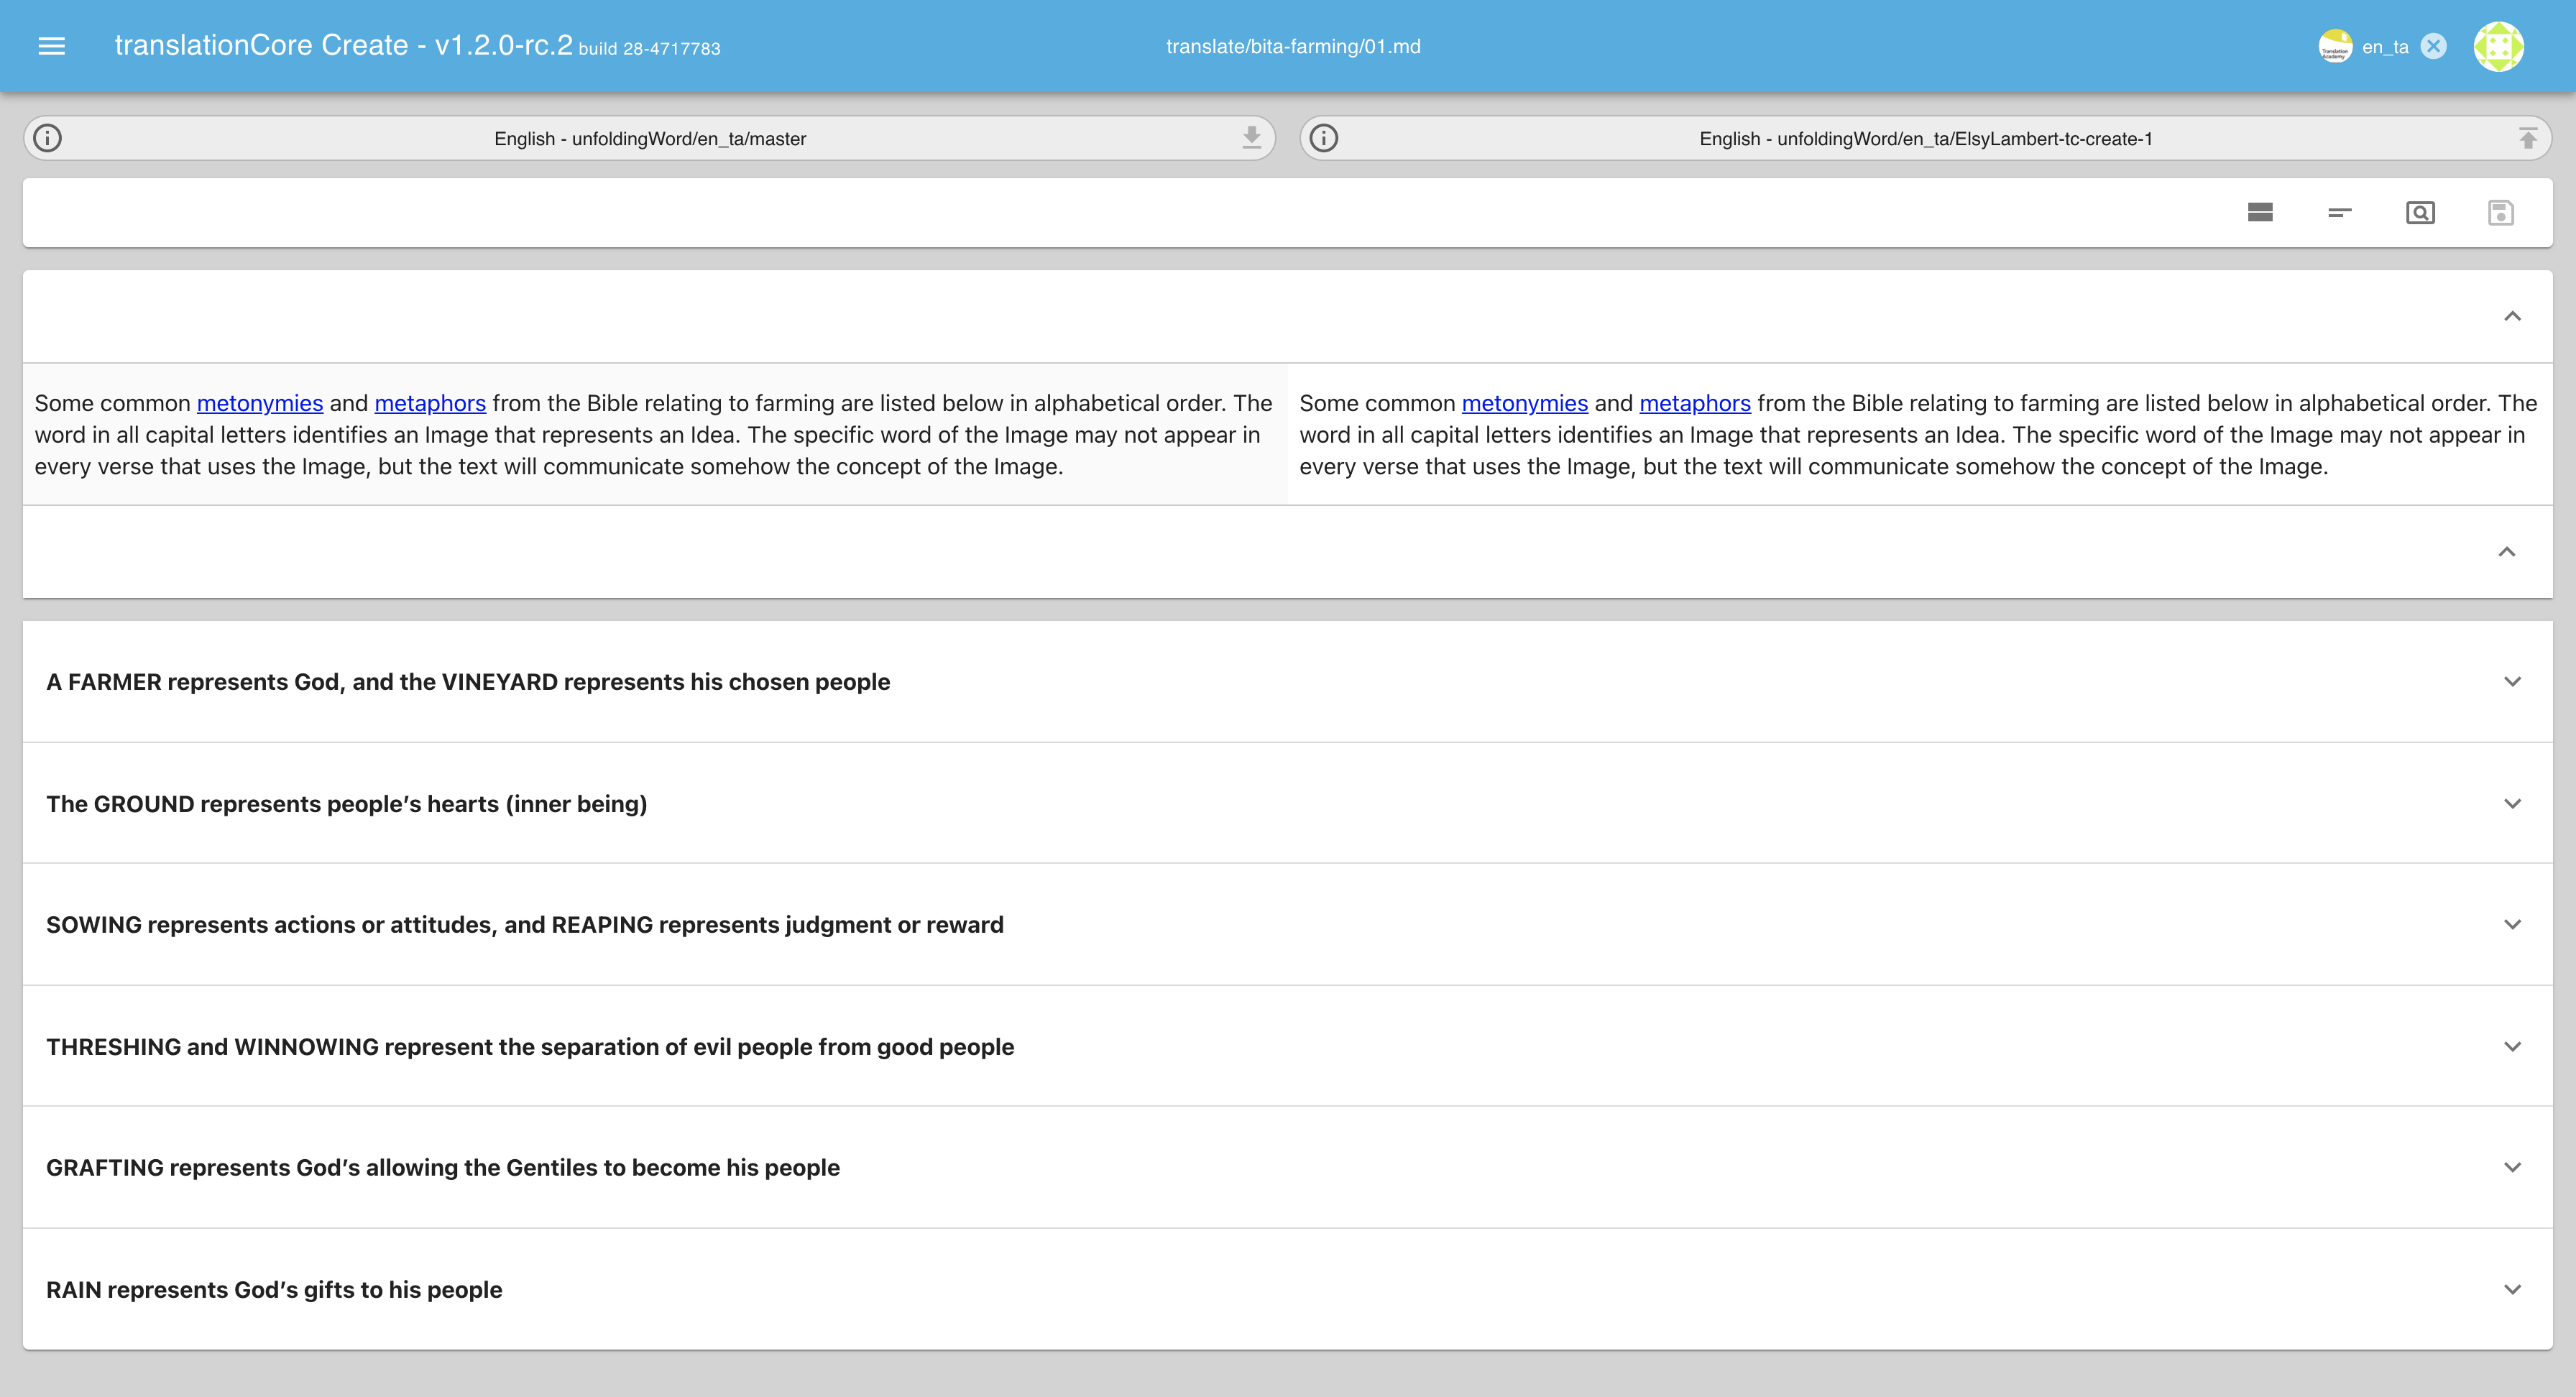 translationCore Create - v1.2.0-rc.2 build 28-4717783
translate/bita-farming/01.md
Translation Academy
en_ta
English - unfoldingWord/en_ta/master
English - unfoldingWord/en_ta/ElsyLambert-tc-create-1
Some common metonymies and metaphors from the Bible relating to farming are listed below in alphabetical order. The
word in all capital letters identifies an Image that represents an Idea. The specific word of the Image may not appear in
every verse that uses the Image, but the text will communicate somehow the concept of the Image.
Some common metonymies and metaphors from the Bible relating to farming are listed below in alphabetical order. The
word in all capital letters identifies an Image that represents an Idea. The specific word of the Image may not appear in
every verse that uses the Image, but the text will communicate somehow the concept of the Image.
A FARMER represents God, and the VINEYARD represents his chosen people
The GROUND represents people’s hearts (inner being)
SOWING represents actions or attitudes, and REAPING represents judgment or reward
THRESHING and WINNOWING represent the separation of evil people from good people
GRAFTING represents God’s allowing the Gentiles to become his people
RAIN represents God’s gifts to his people